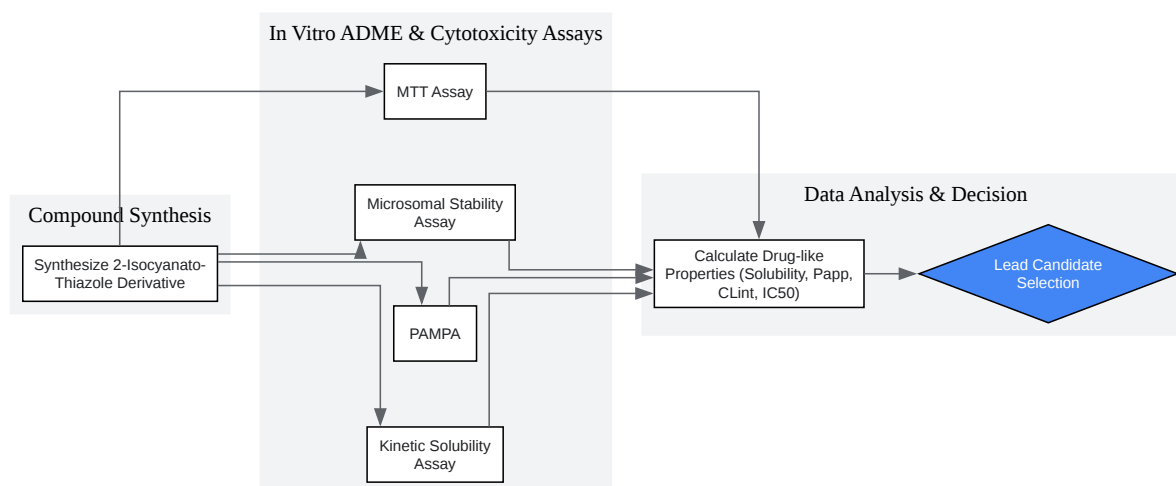 In Vitro ADME & Cytotoxicity Assays
MTT Assay
Compound Synthesis
Synthesize 2-Isocyanato-
Thiazole Derivative
Microsomal Stability
Assay
PAMPA
Kinetic Solubility
Assay
Data Analysis & Decision
Calculate Drug-like
Properties (Solubility, Papp,
CLint, IC50)
Lead Candidate
Selection